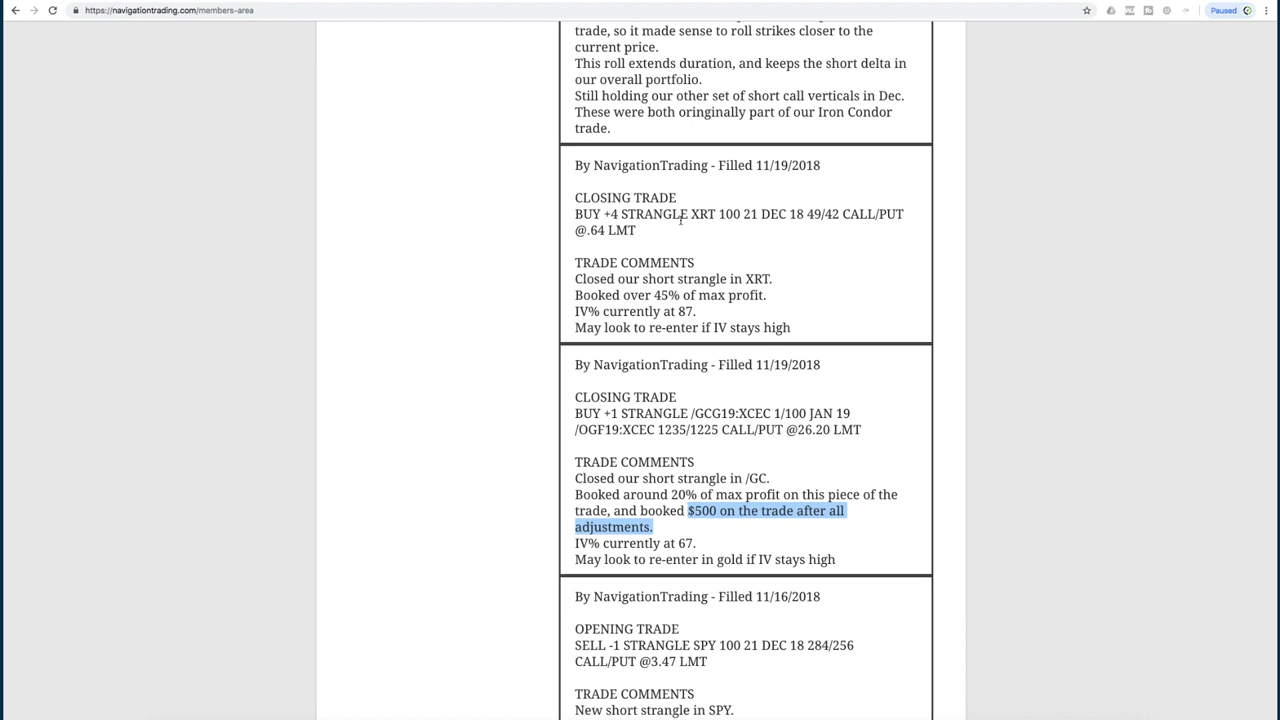 https://navigationtrading.com/members-area
Paused
trade, so it made sense to roll strikes closer to the
current price.
This roll extends duration, and keeps the short delta in
our overall portfolio.
Still holding our other set of short call verticals in Dec.
These were both oringinally part of our Iron Condor
trade.
By NavigationTrading - Filled 11/19/2018
CLOSING TRADE
BUY +4 STRANGLE XRT 100 21 DEC 18 49/42 CALL/PUT
@.64 LMT
TRADE COMMENTS
Closed our short strangle in XRT.
Booked over 45% of max profit.
IV% currently at 87.
May look to re-enter if IV stays high
By NavigationTrading - Filled 11/19/2018
CLOSING TRADE
BUY +1 STRANGLE /GCG19:XCEC 1/100 JAN 19
/OGF19:XCEC 1235/1225 CALL/PUT @26.20 LMT
TRADE COMMENTS
Closed our short strangle in /GC.
Booked around 20% of max profit on this piece of the
trade, and booked $500 on the trade after all
adjustments.
IV% currently at 67.
May look to re-enter in gold if IV stays high
By NavigationTrading - Filled 11/16/2018
OPENING TRADE
SELL -1 STRANGLE SPY 100 21 DEC 18 284/256
CALL/PUT @3.47 LMT
TRADE COMMENTS
New short strangle in SPY.